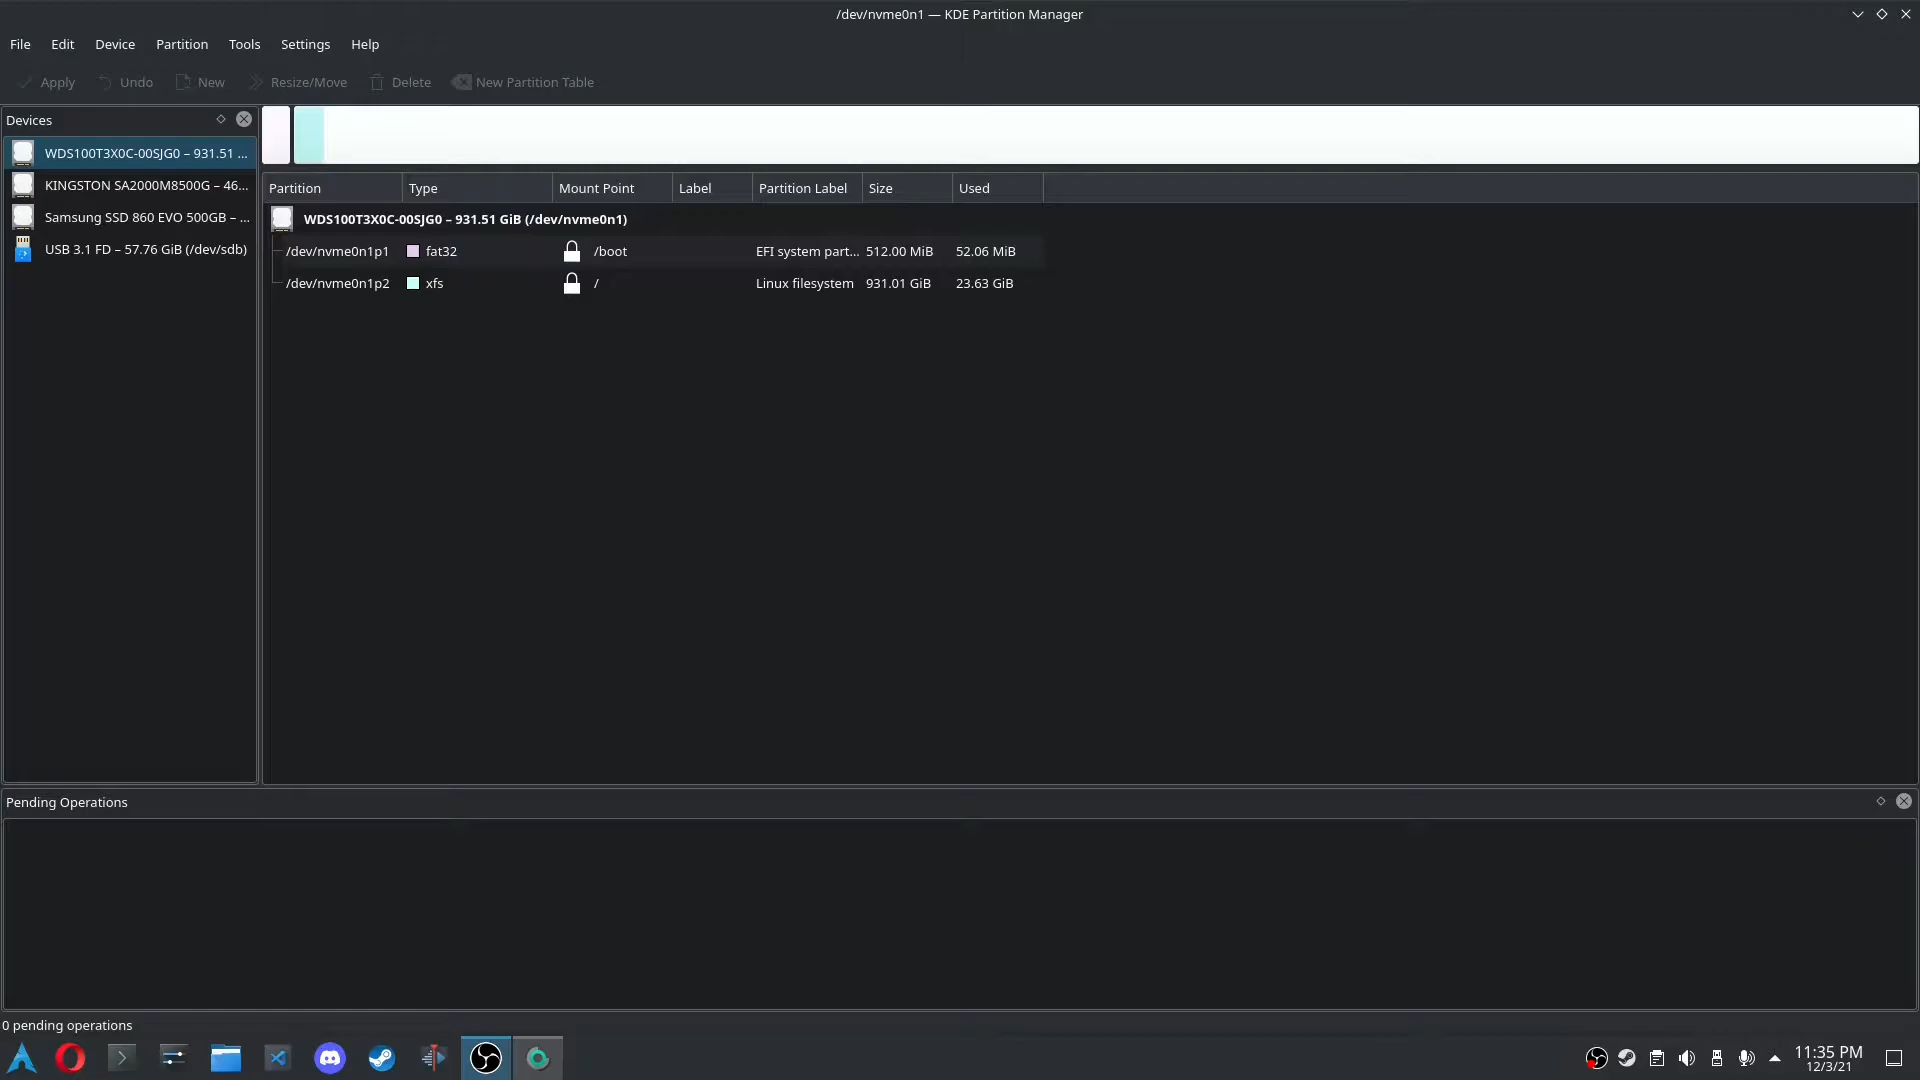 /dev/nvme0n1 — KDE Partition Manager
File Edit Device Partition Tools Settings Help
Apply Undo New Resize/Move Delete New Partition Table
Devices
WDS100T3X0C-00SJG0 – 931.51 ...
KINGSTON SA2000M8500G – 46...
Samsung SSD 860 EVO 500GB – ...
USB 3.1 FD – 57.76 GiB (/dev/sdb)
Partition Type Mount Point Label Partition Label Size Used
WDS100T3X0C-00SJG0 – 931.51 GiB (/dev/nvme0n1)
/dev/nvme0n1p1 fat32 /boot EFI system part... 512.00 MiB 52.06 MiB
/dev/nvme0n1p2 xfs / Linux filesystem 931.01 GiB 23.63 GiB
Pending Operations
0 pending operations
11:35 PM
12/3/21